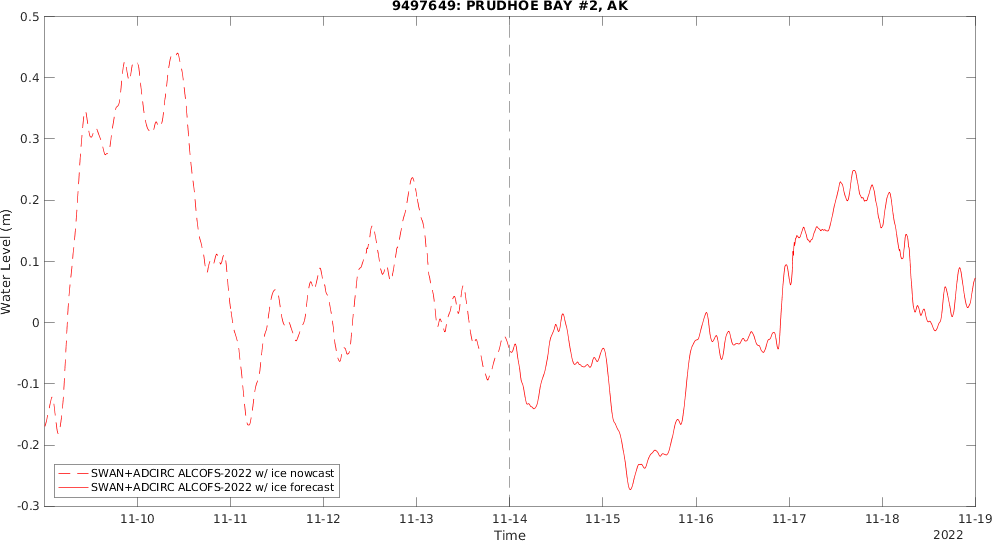 9497649: PRUDHOE BAY #2, AK
0.5
0.4
0.3
0.2
0.1
0
-0.1
-0.2
-0.3
Water Level (m)
SWAN+ADCIRC ALCOFS-2022 w/ ice nowcast
SWAN+ADCIRC ALCOFS-2022 w/ ice forecast
11-10 11-11 11-12 11-13 11-14 11-15 11-16 11-17 11-18 11-19
Time
2022